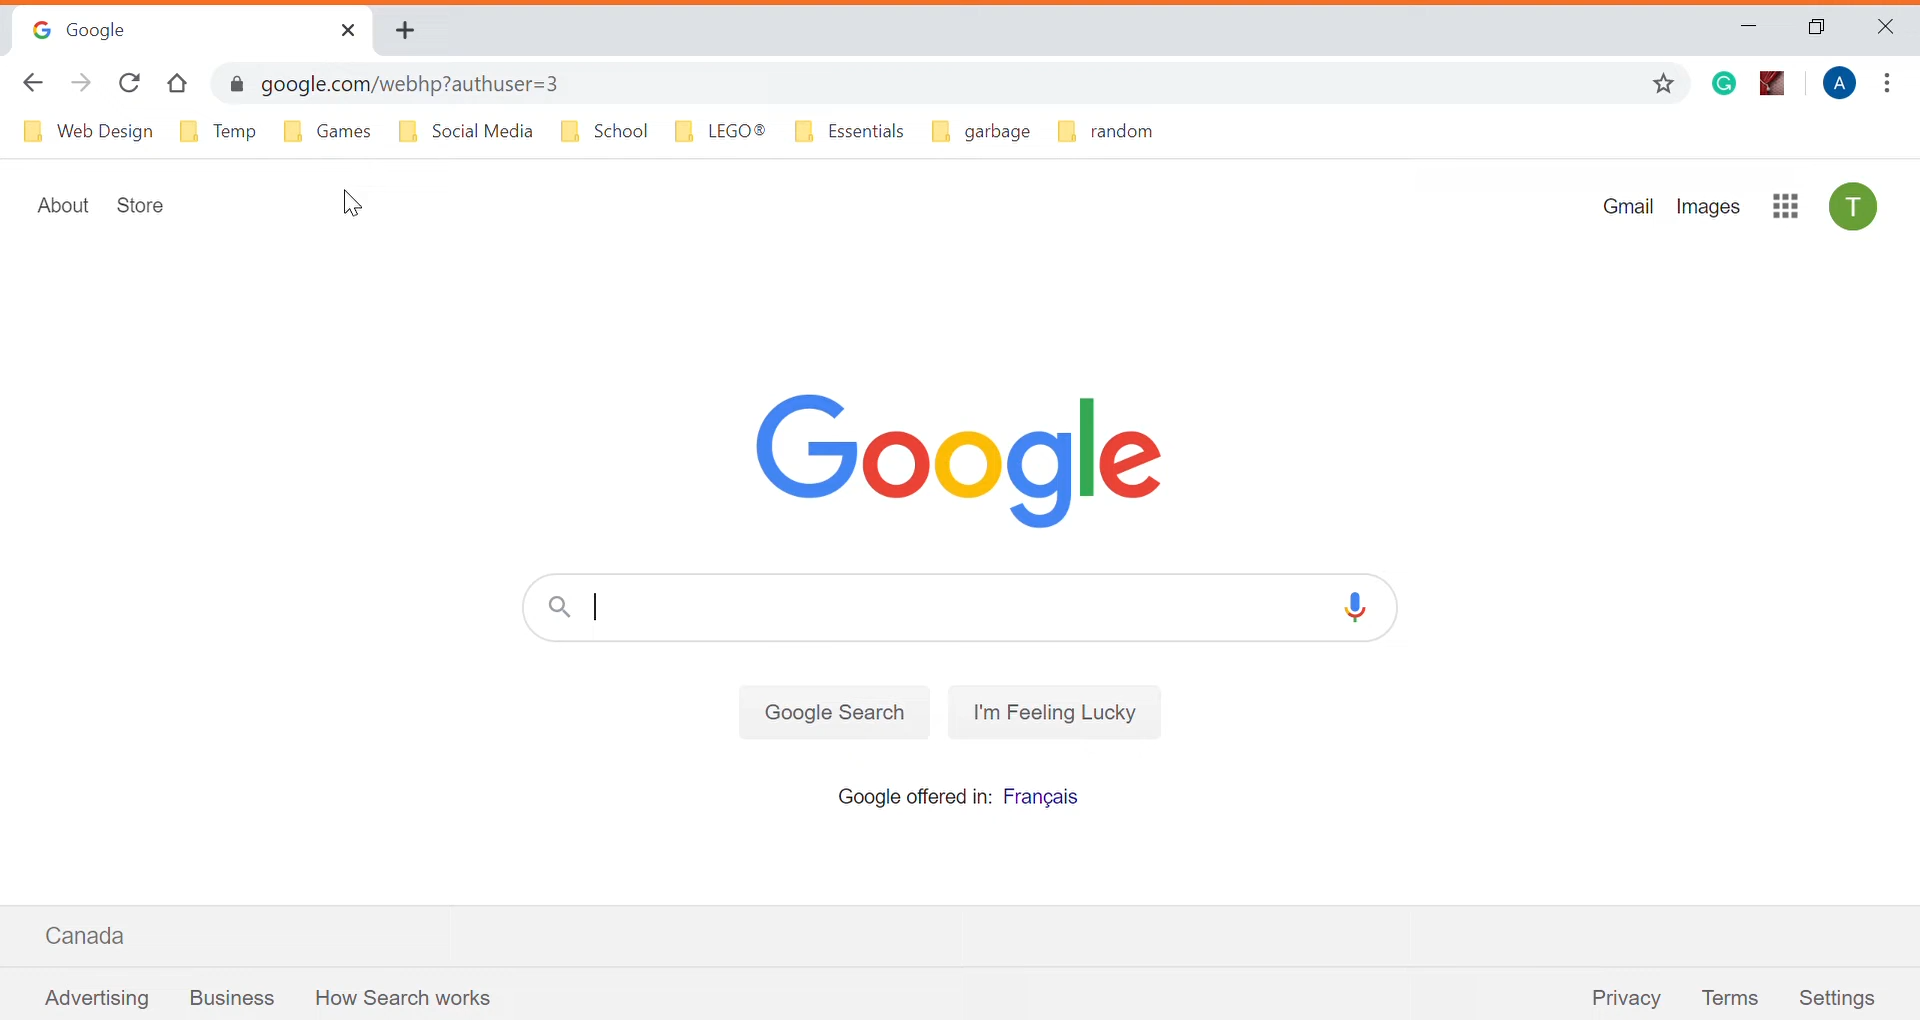 Google
google.com/webhp?authuser=3
A
Web Design Temp Games Social Media School LEGO® Essentials garbage random
About Store Gmail Images T
Google
Google Search I'm Feeling Lucky
Google offered in: Français
Canada
Advertising Business How Search works Privacy Terms Settings